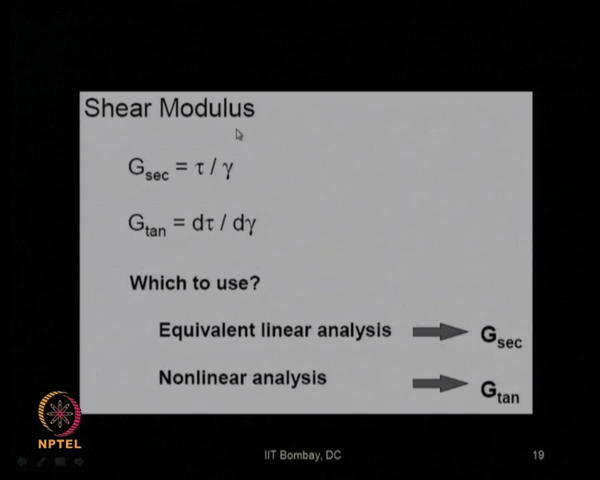 Shear Modulus
Gsec = τ / γ
Gtan = dτ / dγ
Which to use?
Equivalent linear analysis Gsec
Nonlinear analysis Gtan
NPTEL
IIT Bombay, DC 19